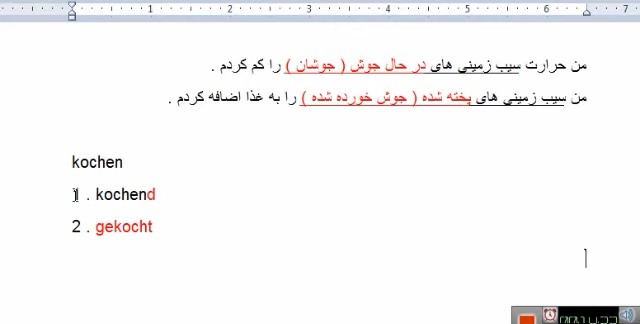 من حرارت سیب زمینی های در حال جوش ( جوشان ) را کم کردم .
من سیب زمینی های پخته شده ( جوش خورده شده ) را به غذا اضافه کردم .
kochen
1 . kochend
2 . gekocht